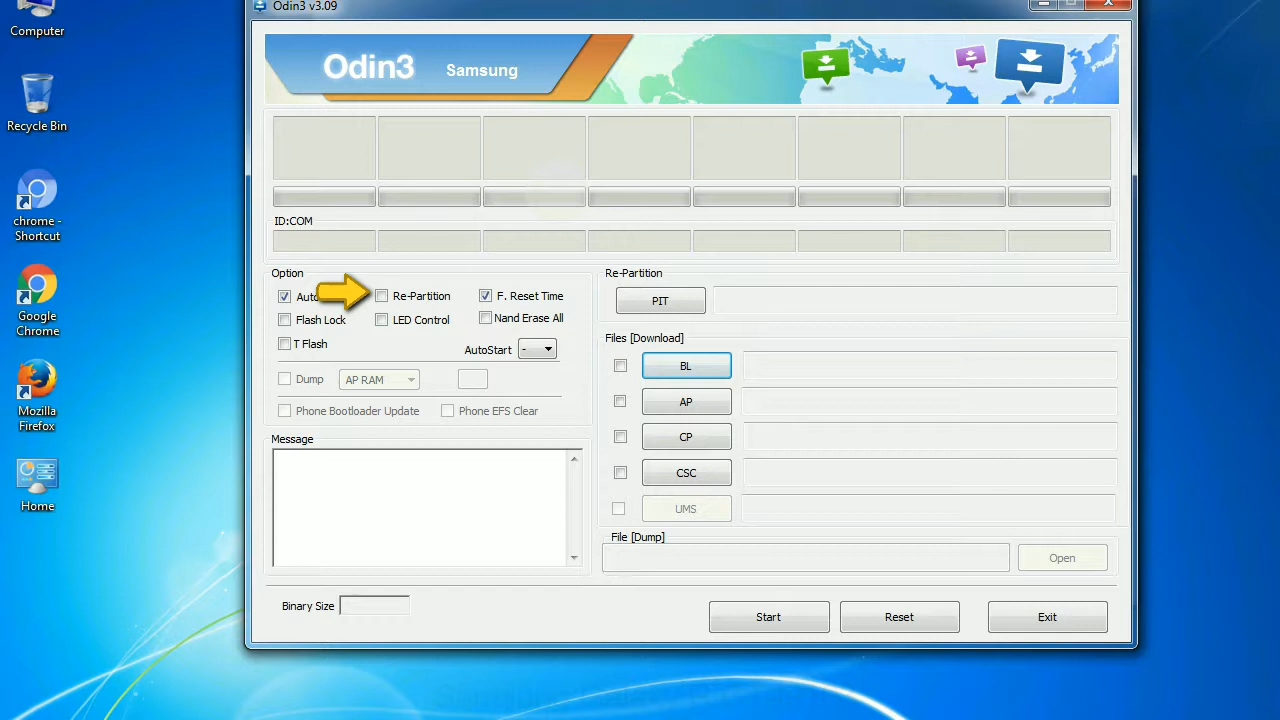 Odin3 v3.09
Computer
Odin3 Samsung
Recycle Bin
chrome -
Shortcut
ID:COM
Google
Chrome
Option
Auto
Re-Partition
F. Reset Time
Flash Lock
LED Control
Nand Erase All
T Flash
AutoStart -
Dump AP RAM
Phone Bootloader Update
Phone EFS Clear
Mozilla
Firefox
Message
Home
Re-Partition
PIT
Files [Download]
BL
AP
CP
CSC
UMS
File [Dump]
Open
Binary Size
Start
Reset
Exit